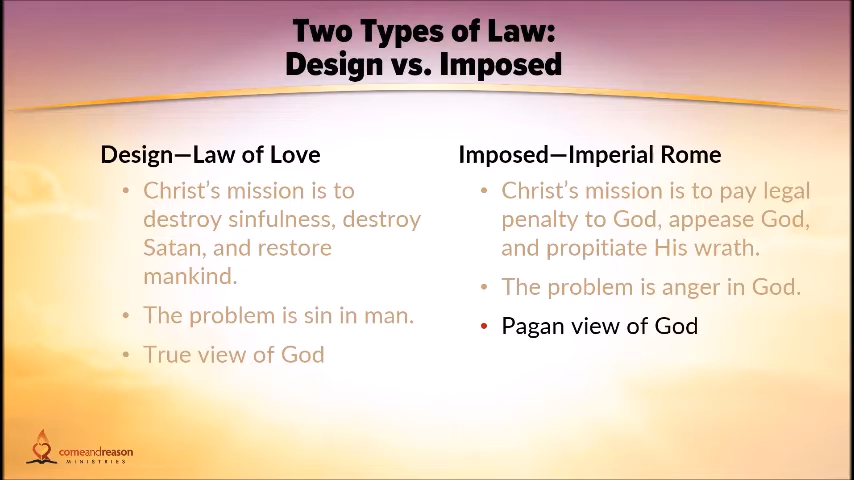 Two Types of Law:
Design vs. Imposed
Design—Law of Love
• Christ's mission is to
destroy sinfulness, destroy
Satan, and restore
mankind.
• The problem is sin in man.
• True view of God
Imposed—Imperial Rome
• Christ's mission is to pay legal
penalty to God, appease God,
and propitiate His wrath.
• The problem is anger in God.
• Pagan view of God
comeandreason
MINISTRIES